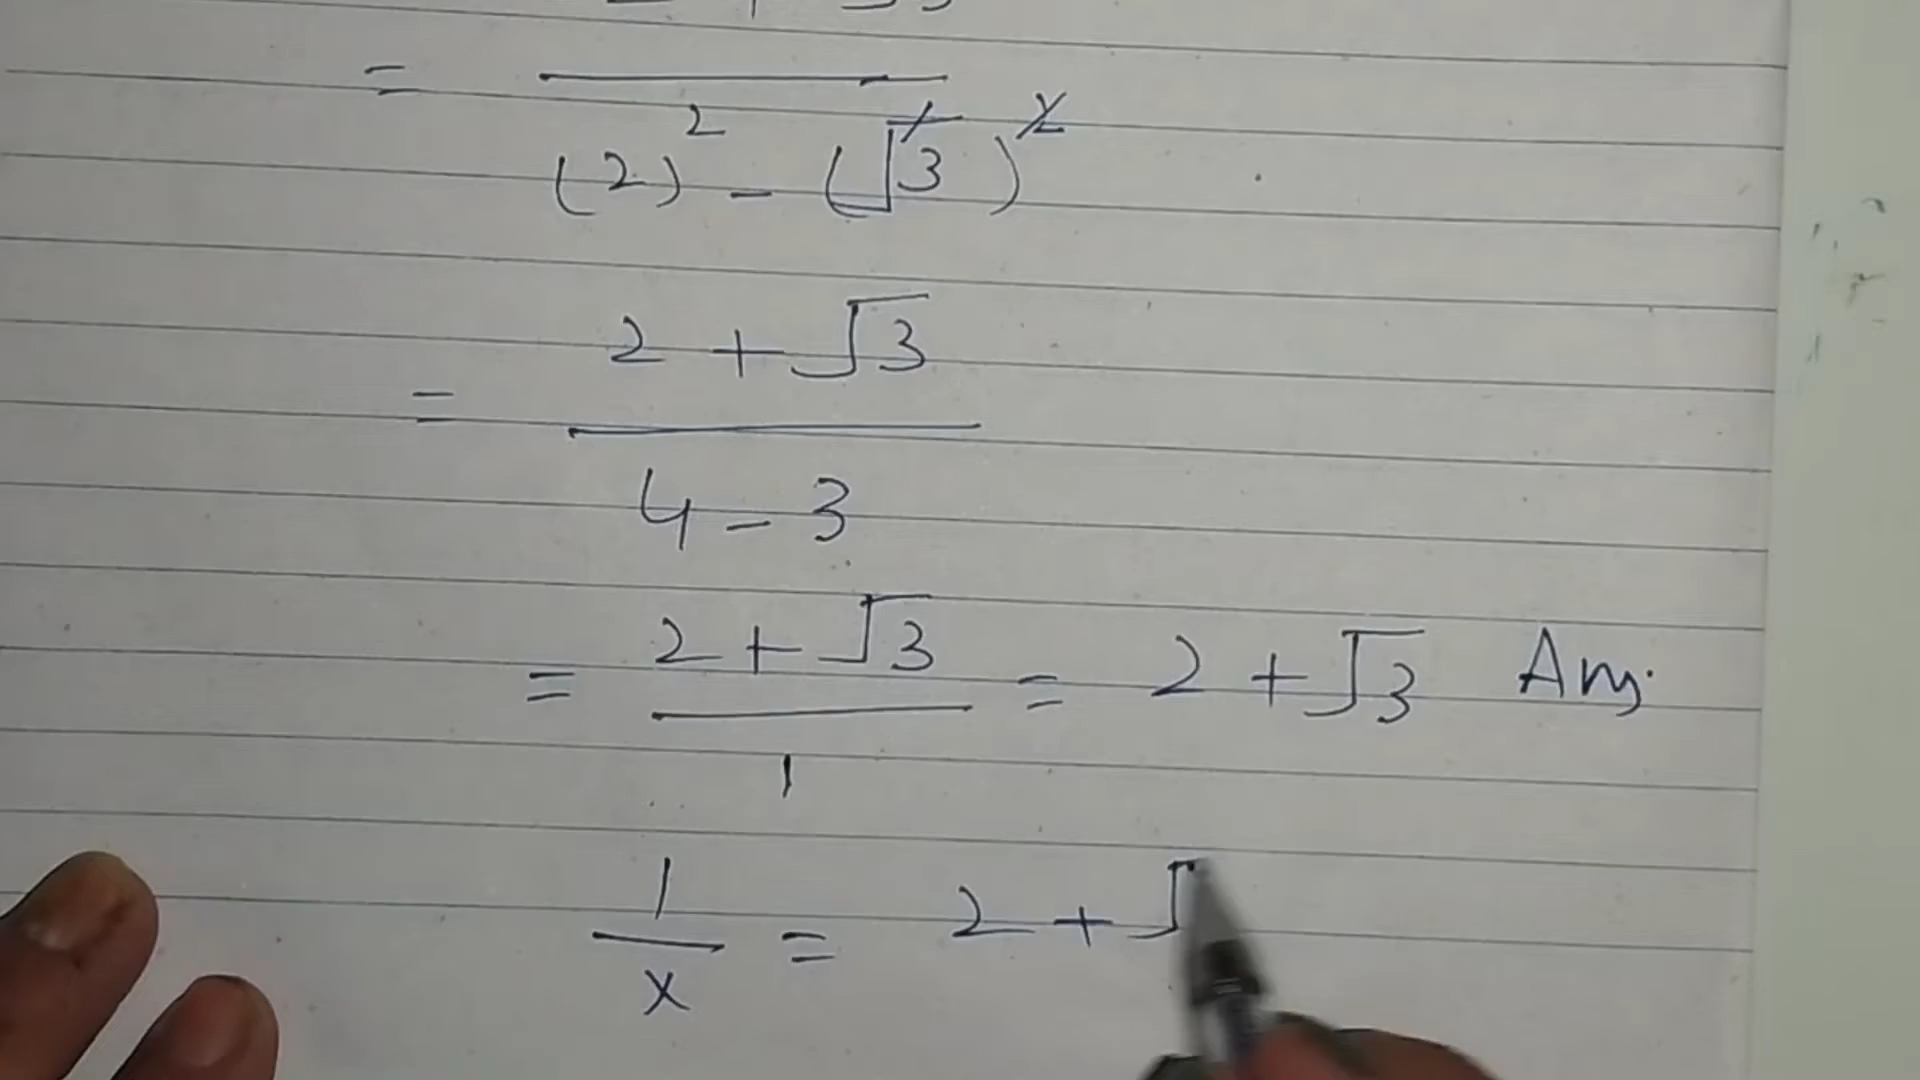 =
(2)² - (√3)²
2 + √3
=
4 - 3
= 2 + √3 = 2 + √3 Ans.
1
1
= 2 + √
x